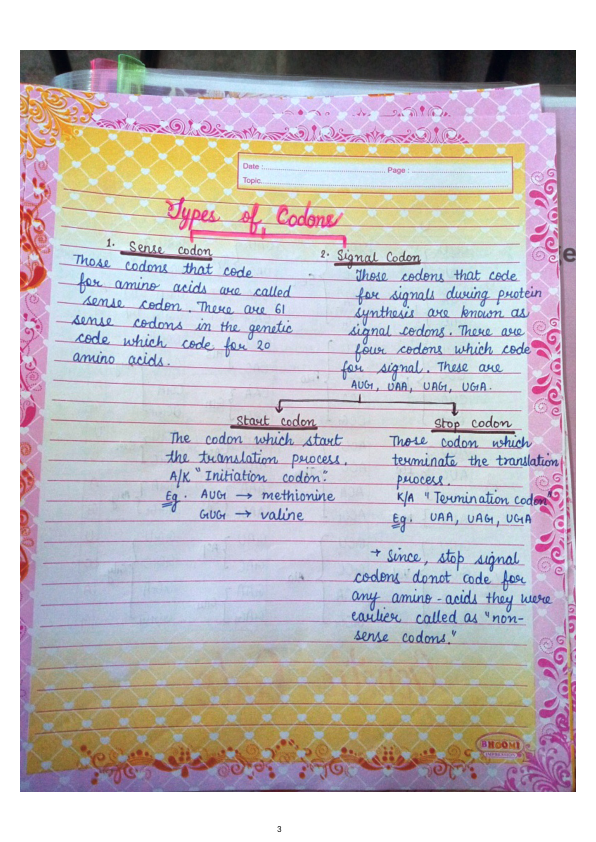 Date : Page :
Topic
Types of Codons
1. Sense codon
Those codons that code
for amino acids are called
sense codon. There are 61
sense codons in the genetic
code which code for 20
amino acids.
2. Signal Codon
Those codons that code
for signals during protein
synthesis are known as
signal codons. There are
four codons which code
for signal. These are
AUG, UAA, UAG, UGA.
Start codon
The codon which start
the translation process.
A/K "Initiation codon".
Eg. AUG → methionine
GUG → valine
Stop codon
Those codon which
terminate the translation
process.
K/A "Termination codon"
Eg. UAA, UAG, UGA
→ Since, stop signal
codons donot code for
any amino-acids they were
earlier called as "non-
sense codons."
BHOOMI
3